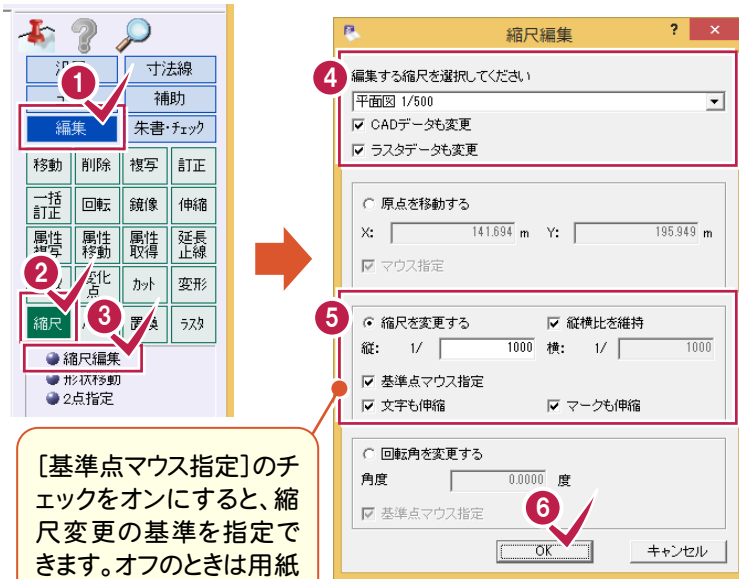 寸法線
1
補助
編集
朱書・チェック
移動 削除 複写 訂正
一括訂正 回転 鏡像 伸縮
属性複写 属性移動 属性取得 延長止線
2
変化点 カット 変形
縮尺
3
置換 ラスタ
縮尺編集
形状移動
2点指定
[基準点マウス指定]のチ
ェックをオンにすると、縮
尺変更の基準を指定で
きます。オフのときは用紙
縮尺編集 ? ×
4
編集する縮尺を選択してください
平面図 1/500
CADデータも変更
ラスタデータも変更
原点を移動する
X: 141.694 m Y: 195.949 m
マウス指定
5
縮尺を変更する 縦横比を維持
縦: 1/ 1000 横: 1/ 1000
基準点マウス指定
文字も伸縮 マークも伸縮
回転角を変更する
角度 0.0000 度
基準点マウス指定
6
OK キャンセル